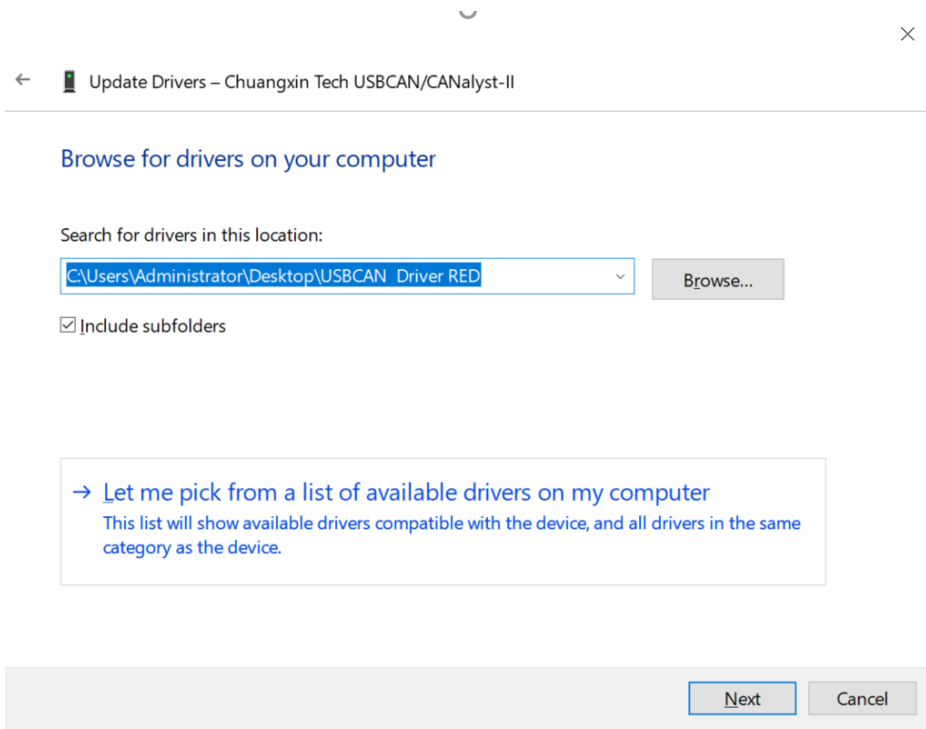 Update Drivers – Chuangxin Tech USBCAN/CANalyst-II
Browse for drivers on your computer
Search for drivers in this location:
C:\Users\Administrator\Desktop\USBCAN  Driver RED
Browse...
Include subfolders
Let me pick from a list of available drivers on my computer
This list will show available drivers compatible with the device, and all drivers in the same
category as the device.
Next
Cancel